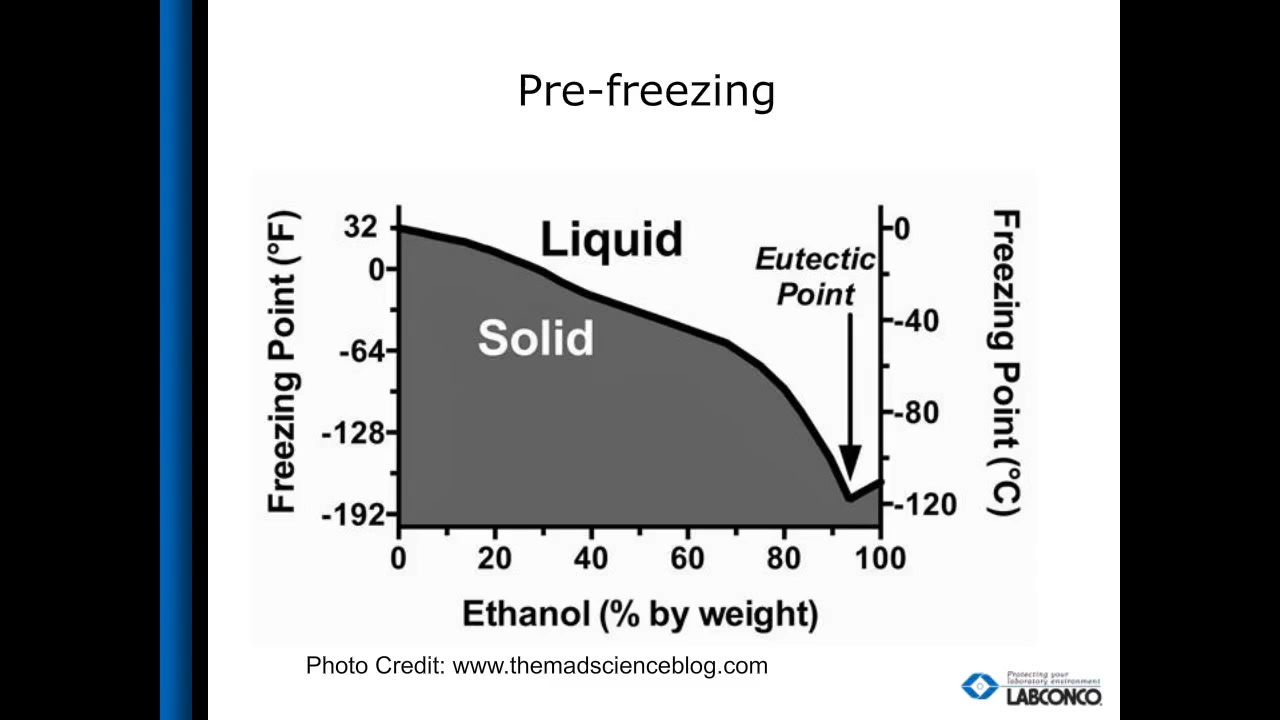 Pre-freezing
Freezing Point (°F)
32
0
-64
-128
-192
Liquid
Solid
Eutectic
Point
0
-40
-80
-120
Freezing Point (°C)
0 20 40 60 80 100
Ethanol (% by weight)
Photo Credit: www.themadscienceblog.com
Protecting your
laboratory environment
LABCONCO